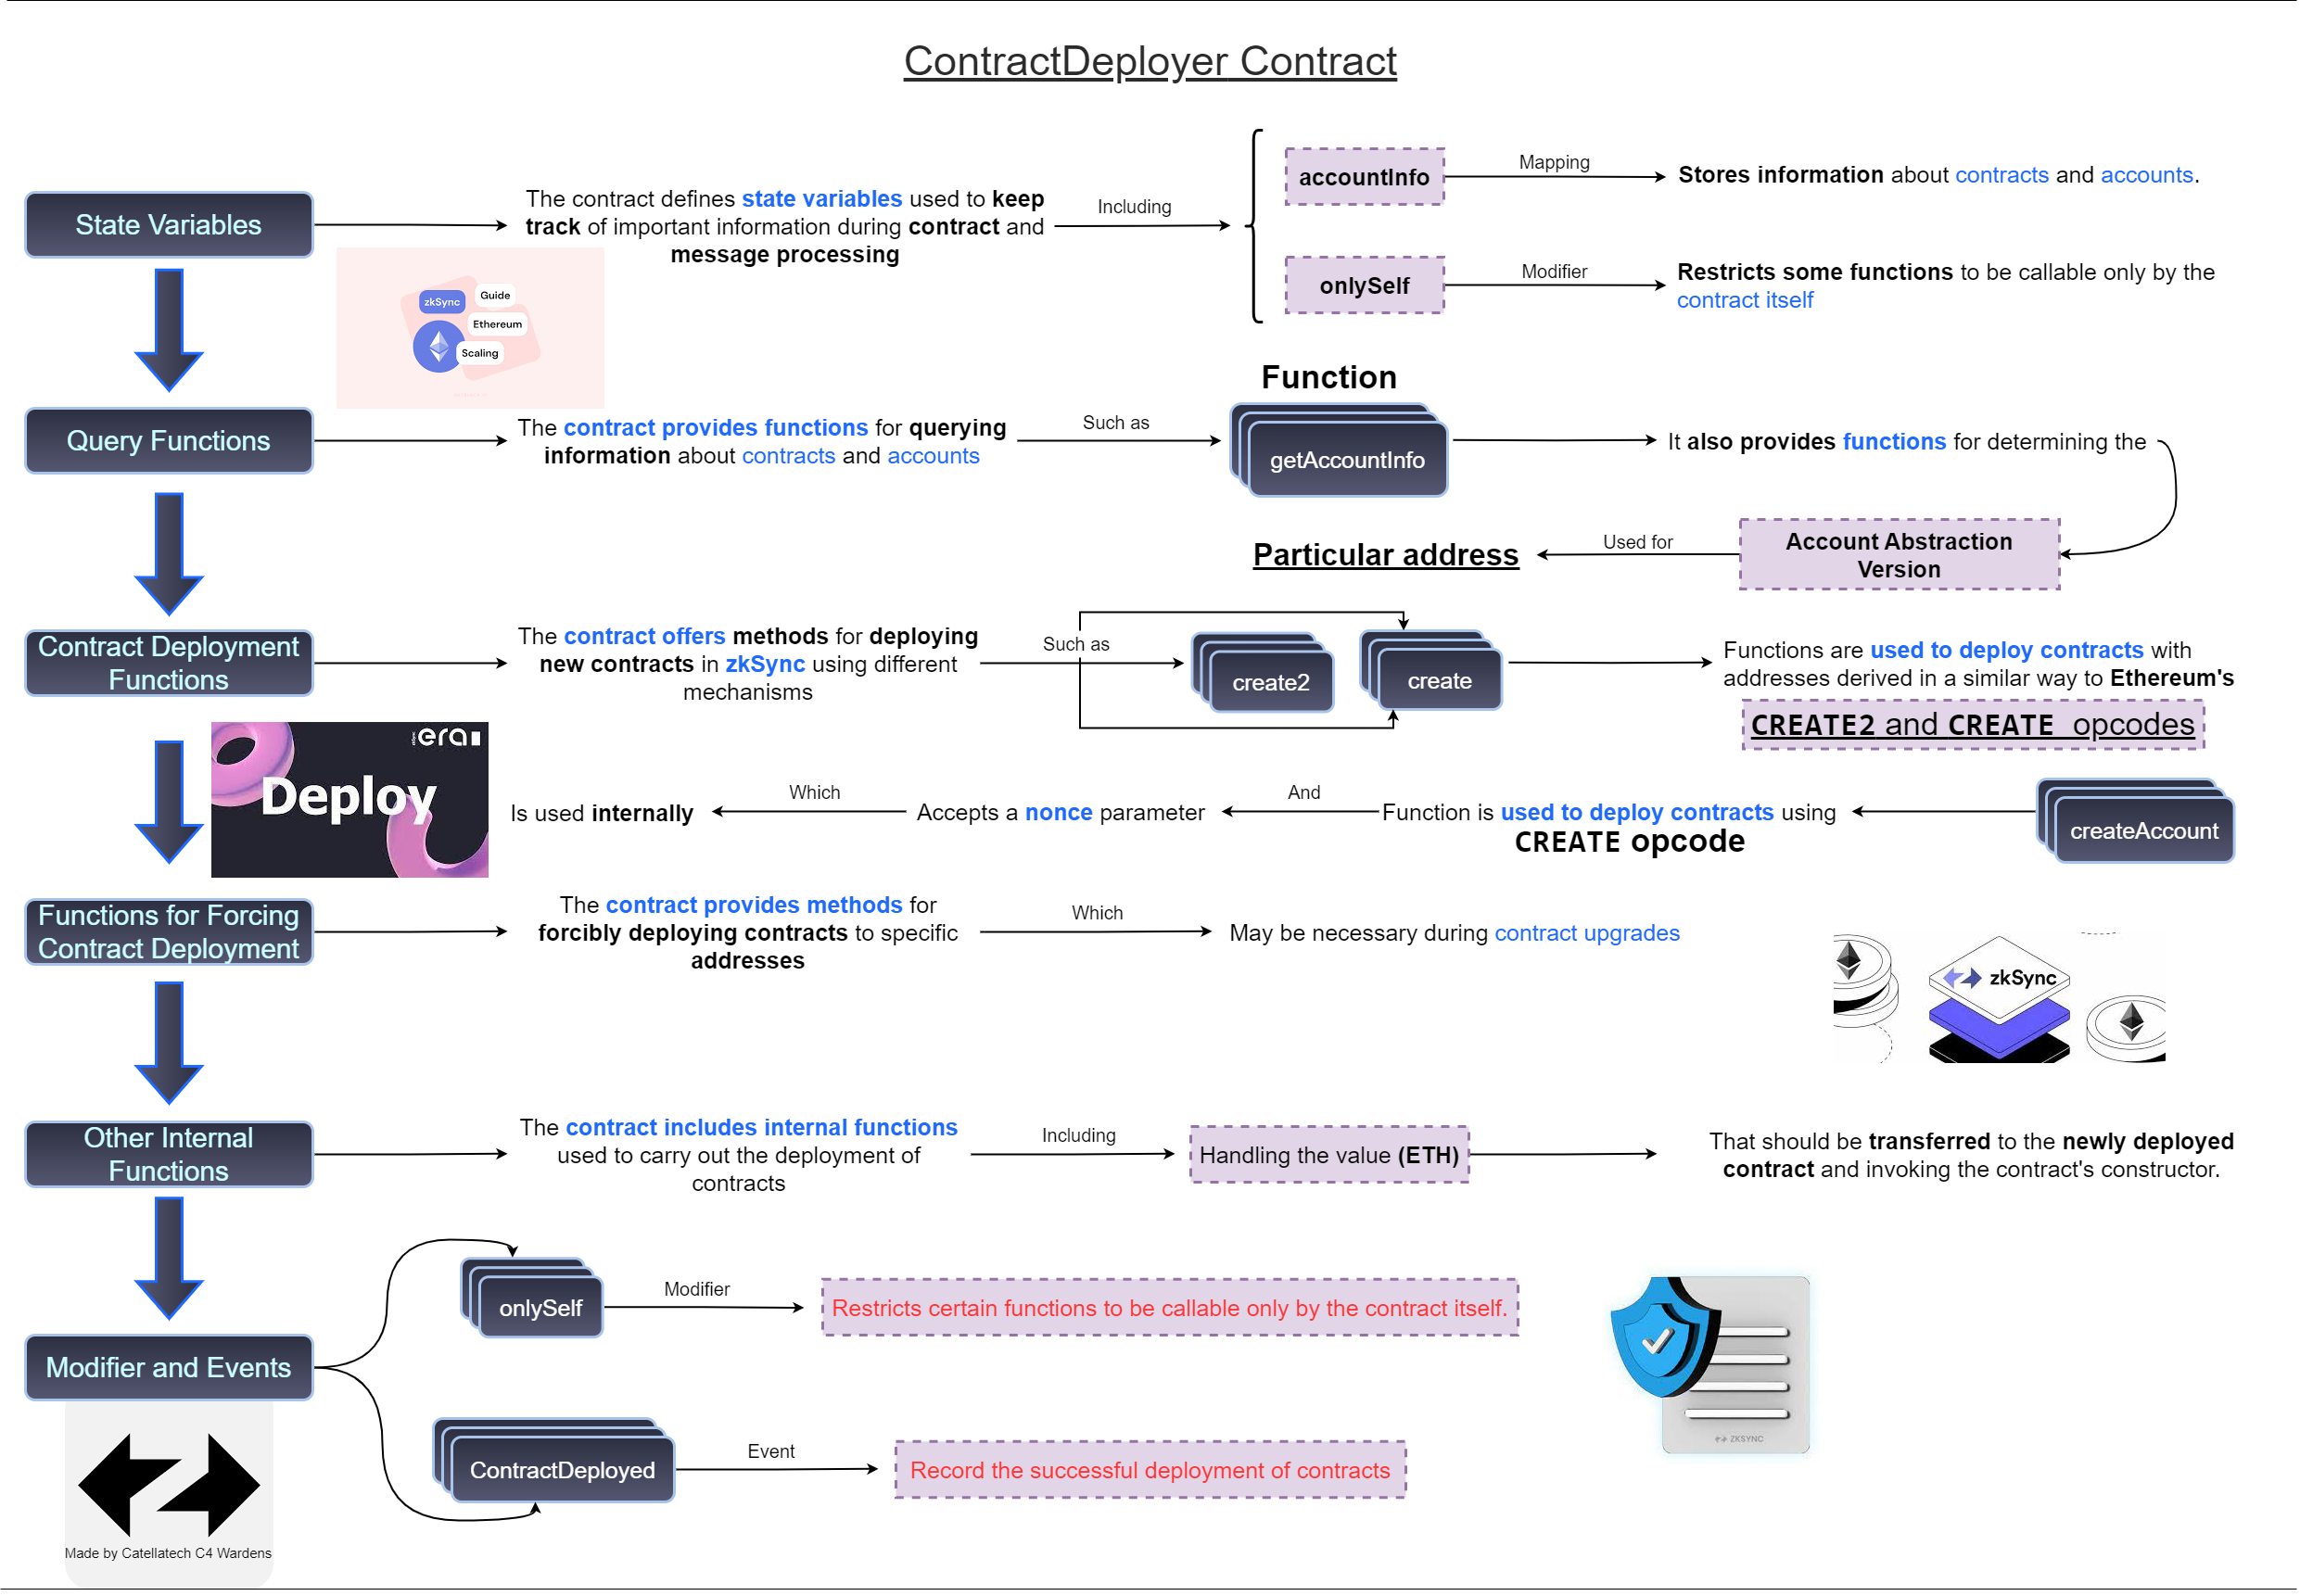 ContractDeployer Contract
State Variables
The contract defines state variables used to keep
track of important information during contract and
message processing
Including
accountInfo
Mapping
Stores information about contracts and accounts.
onlySelf
Modifier
Restricts some functions to be callable only by the
contract itself
zkSync
Guide
Ethereum
Scaling
Query Functions
The contract provides functions for querying
information about contracts and accounts
Such as
Function
getAccountInfo
It also provides functions for determining the
Account Abstraction
Version
Used for
Particular address
Contract Deployment
Functions
The contract offers methods for deploying
new contracts in zkSync using different
mechanisms
Such as
create2
create
Functions are used to deploy contracts with
addresses derived in a similar way to Ethereum's
CREATE2 and CREATE opcodes
era
Deploy
createAccount
Function is used to deploy contracts using
CREATE opcode
And
Accepts a nonce parameter
Which
Is used internally
Functions for Forcing
Contract Deployment
The contract provides methods for
forcibly deploying contracts to specific
addresses
Which
May be necessary during contract upgrades
zkSync
Other Internal
Functions
The contract includes internal functions
used to carry out the deployment of
contracts
Including
Handling the value (ETH)
That should be transferred to the newly deployed
contract and invoking the contract's constructor.
Modifier and Events
onlySelf
Modifier
Restricts certain functions to be callable only by the contract itself.
ContractDeployed
Event
Record the successful deployment of contracts
ZKSYNC
Made by Catellatech C4 Wardens